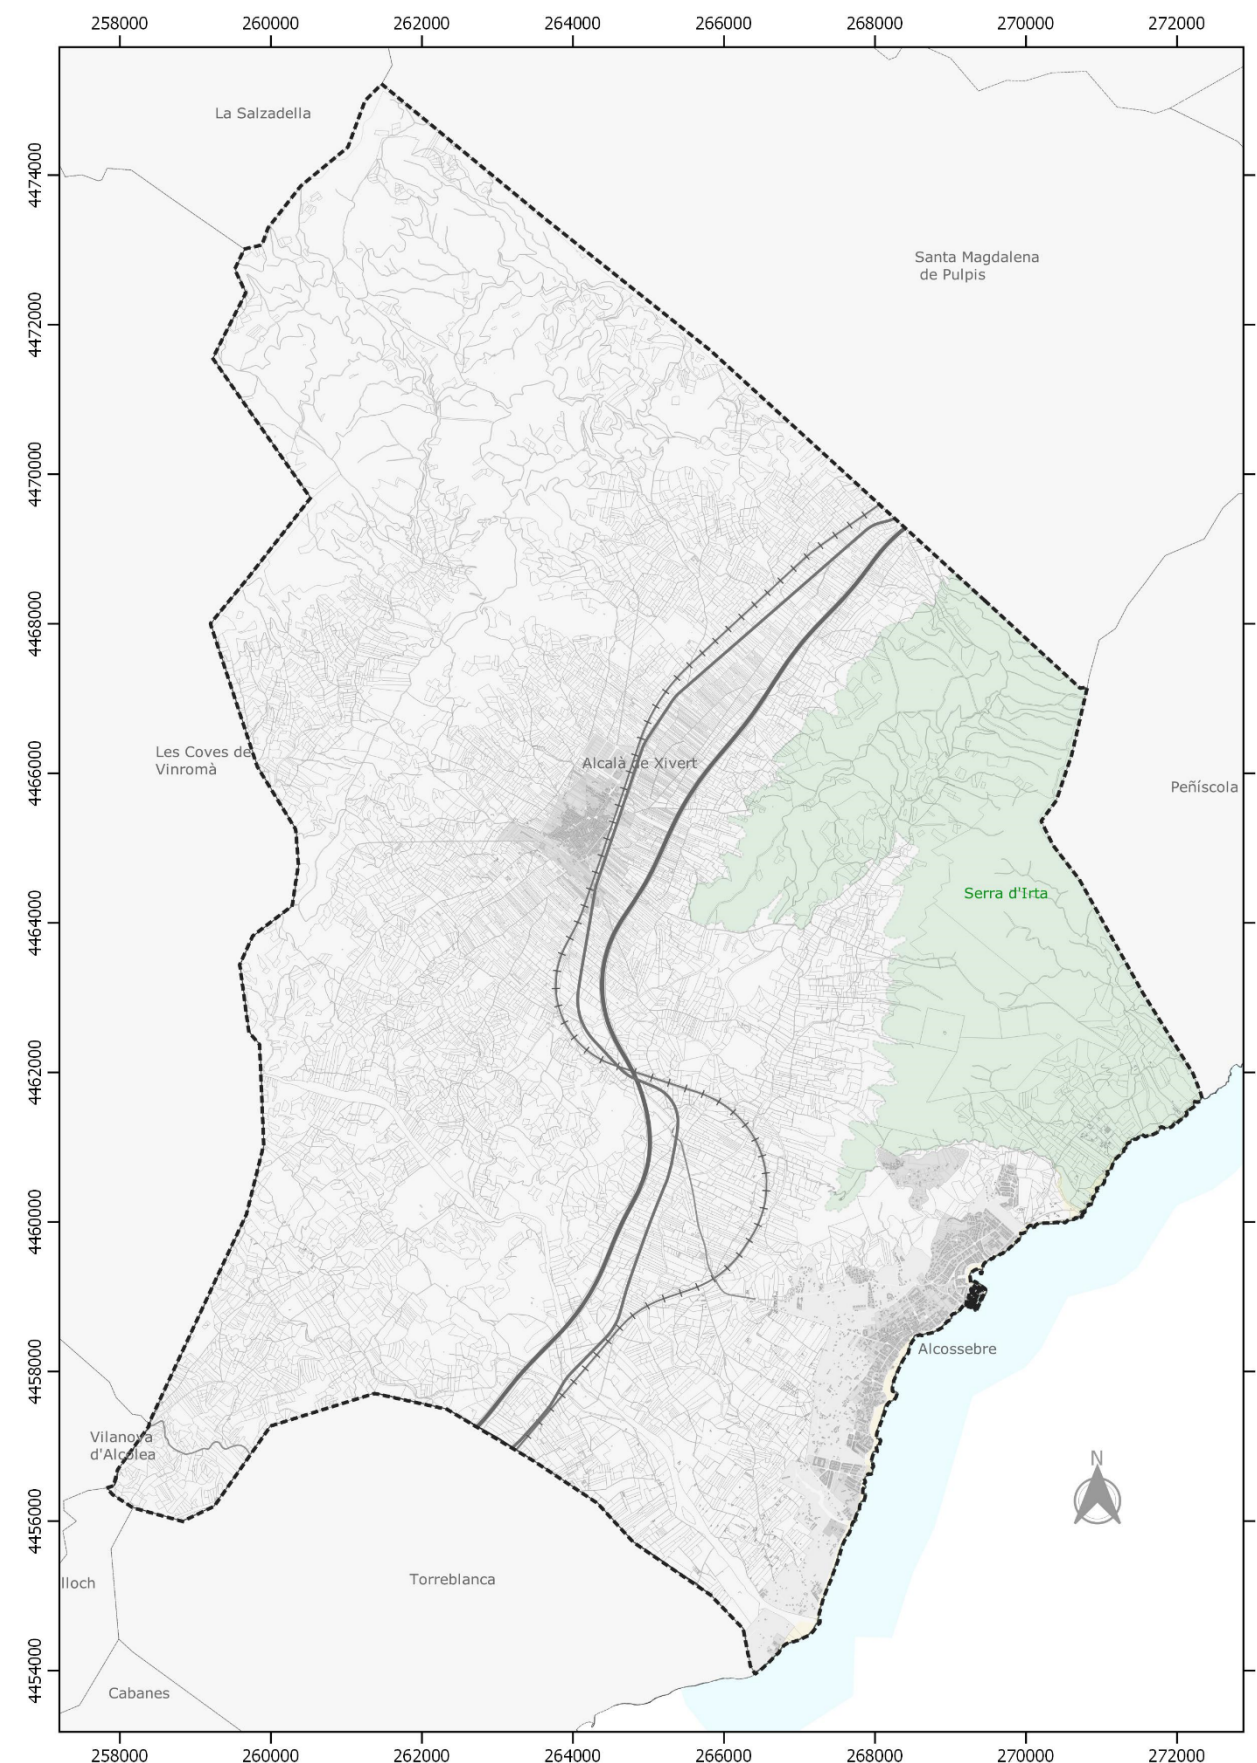 258000 260000 262000 264000 266000 268000 270000 272000
La Salzadella
4474000
Santa Magdalena
de Pulpis
4472000
4470000
4468000
Les Coves de
Vinromà
Alcalà de Xivert
4466000
Peñíscola
Serra d'Irta
4464000
4462000
4460000
Alcossebre
4458000
Vilanova
d'Alcolea
N
4456000
lloch
Torreblanca
4454000
Cabanes
258000 260000 262000 264000 266000 268000 270000 272000